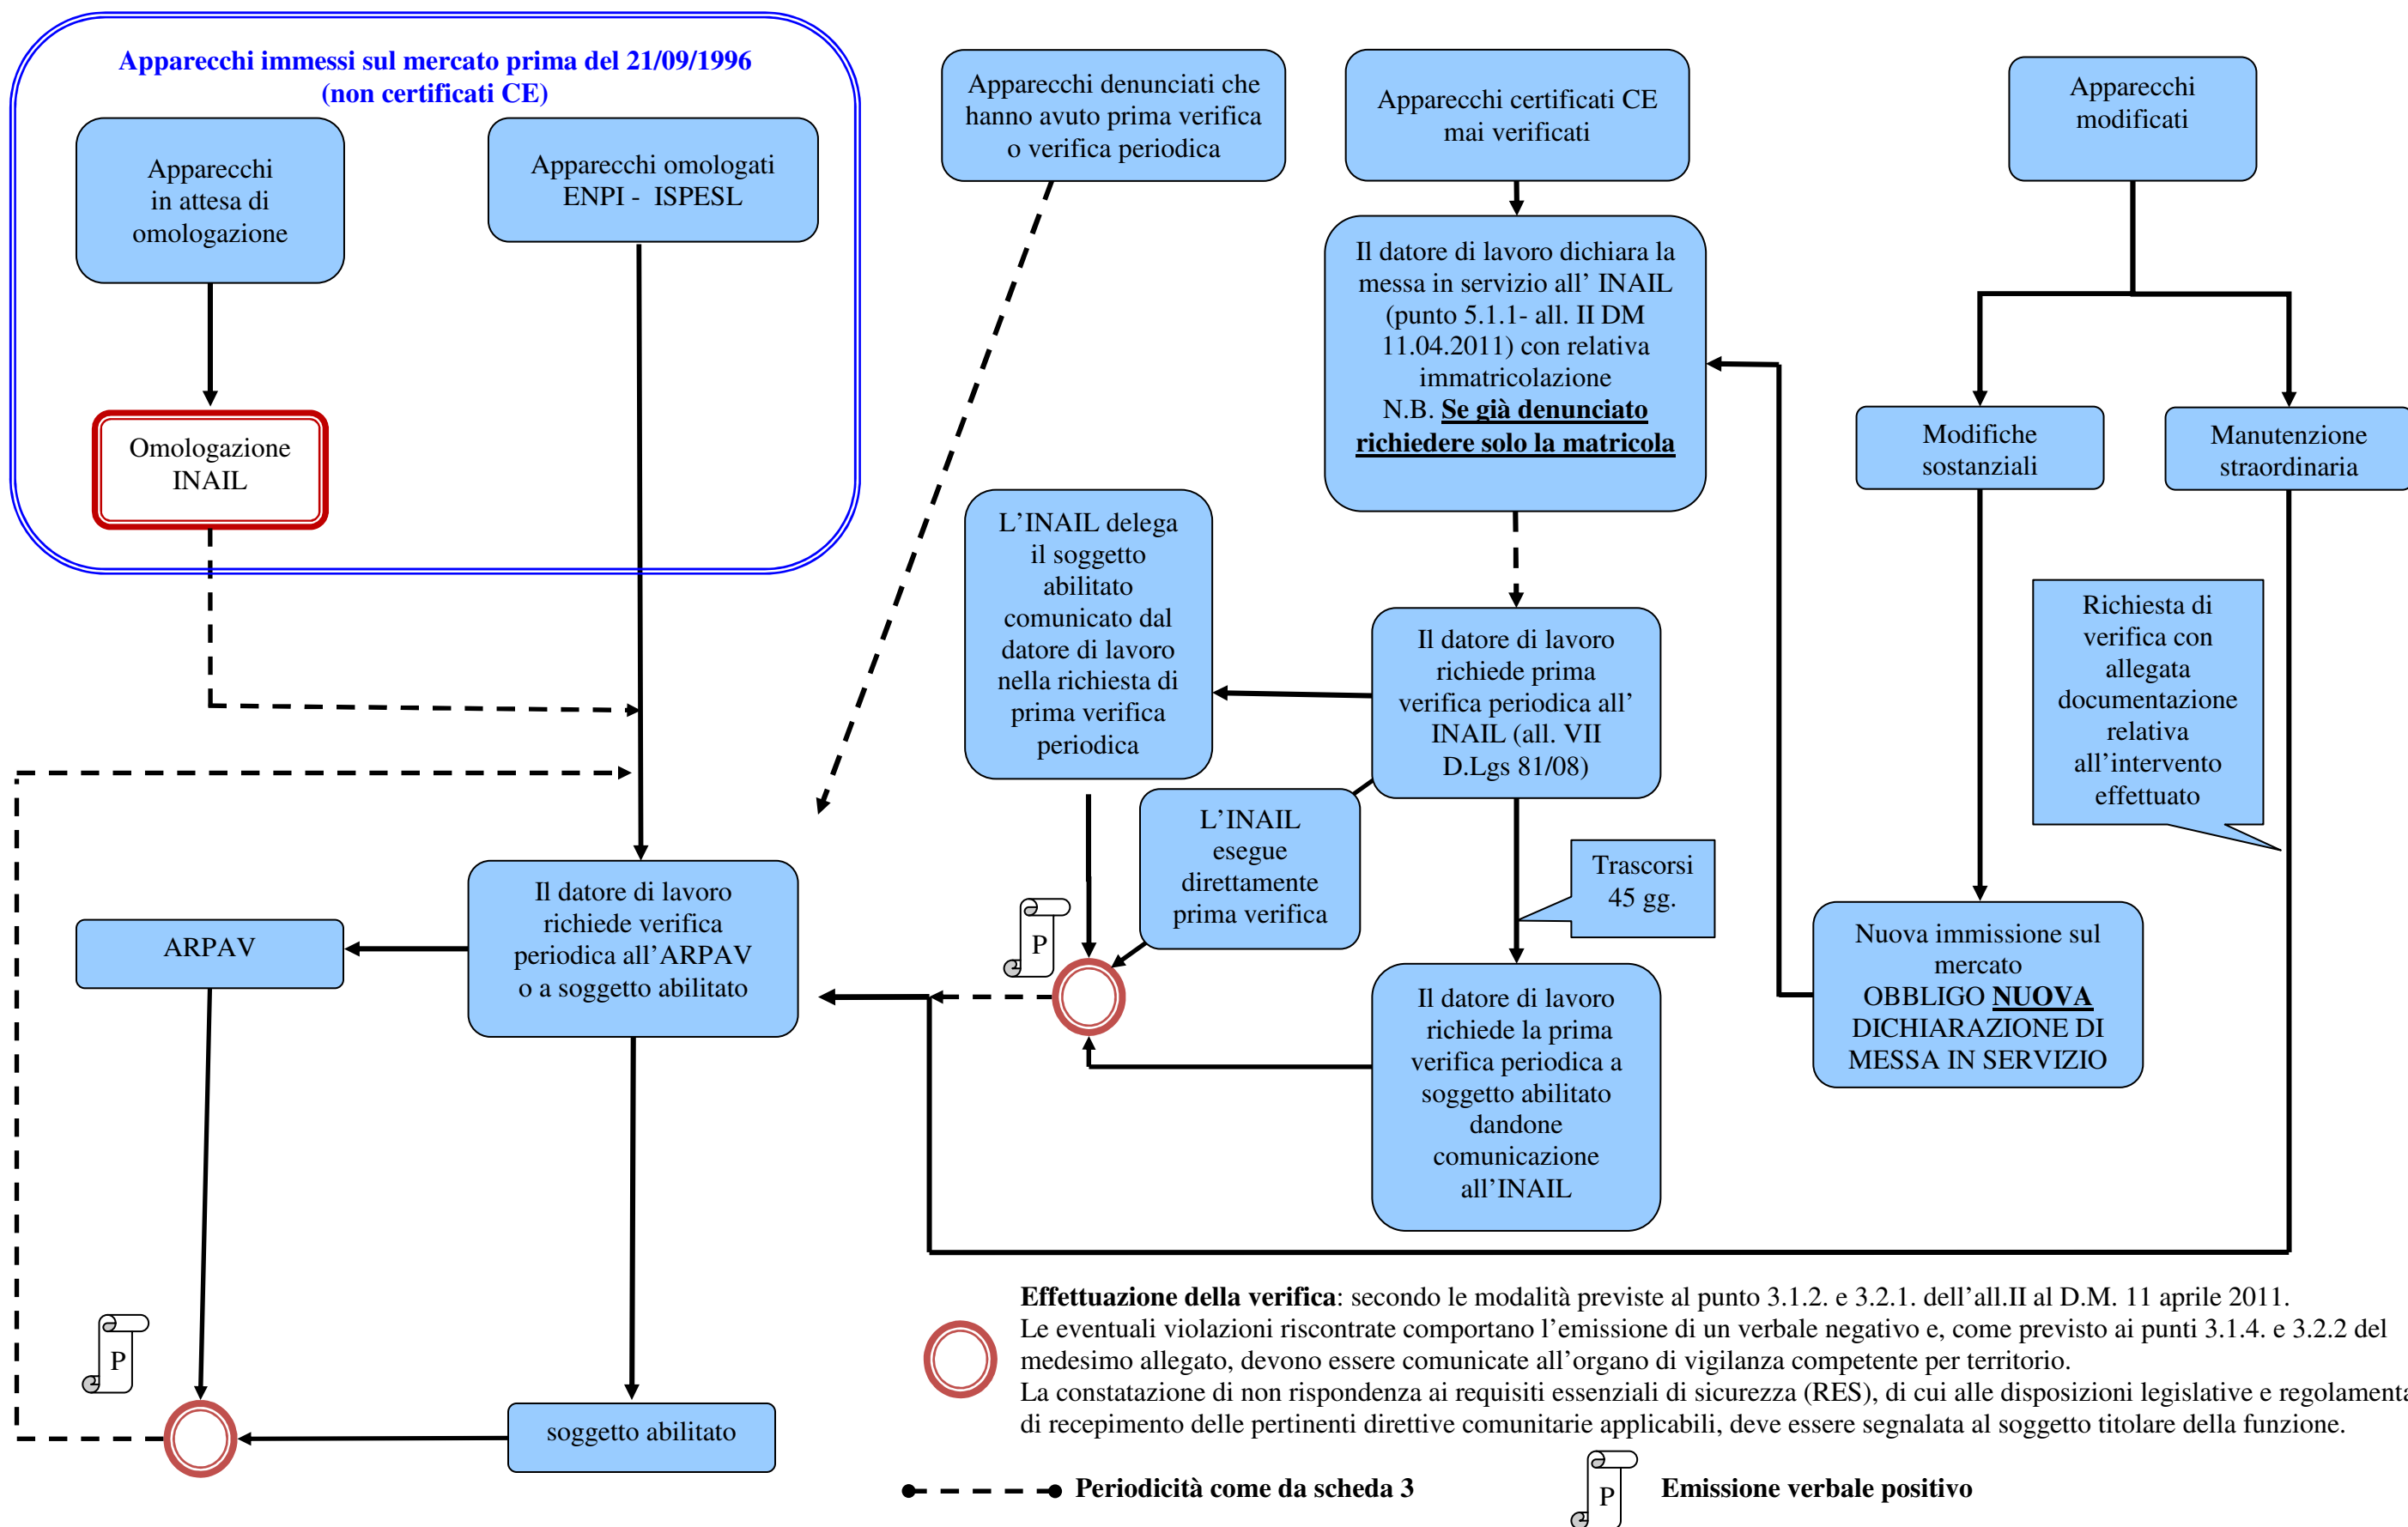 Apparecchi immessi sul mercato prima del 21/09/1996
(non certificati CE)
Apparecchi
in attesa di
omologazione
Apparecchi omologati
ENPI - ISPESL
Omologazione
INAIL
Apparecchi denunciati che
hanno avuto prima verifica
o verifica periodica
Apparecchi certificati CE
mai verificati
Apparecchi
modificati
Il datore di lavoro dichiara la
messa in servizio all’ INAIL
(punto 5.1.1- all. II DM
11.04.2011) con relativa
immatricolazione
N.B. Se già denunciato
richiedere solo la matricola
Modifiche
sostanziali
Manutenzione
straordinaria
L’INAIL delega
il soggetto
abilitato
comunicato dal
datore di lavoro
nella richiesta di
prima verifica
periodica
Il datore di lavoro
richiede prima
verifica periodica all’
INAIL (all. VII
D.Lgs 81/08)
Richiesta di
verifica con
allegata
documentazione
relativa
all’intervento
effettuato
L’INAIL
esegue
direttamente
prima verifica
Trascorsi
45 gg.
Il datore di lavoro
richiede verifica
periodica all’ARPAV
o a soggetto abilitato
ARPAV
P
Il datore di lavoro
richiede la prima
verifica periodica a
soggetto abilitato
dandone
comunicazione
all’INAIL
Nuova immissione sul
mercato
OBBLIGO NUOVA
DICHIARAZIONE DI
MESSA IN SERVIZIO
P
soggetto abilitato
Effettuazione della verifica: secondo le modalità previste al punto 3.1.2. e 3.2.1. dell’all.II al D.M. 11 aprile 2011.
Le eventuali violazioni riscontrate comportano l’emissione di un verbale negativo e, come previsto ai punti 3.1.4. e 3.2.2 del
medesimo allegato, devono essere comunicate all’organo di vigilanza competente per territorio.
La constatazione di non rispondenza ai requisiti essenziali di sicurezza (RES), di cui alle disposizioni legislative e
di recepimento delle pertinenti direttive comunitarie applicabili, deve essere segnalata al soggetto titolare della funzione.
Periodicità come da scheda 3
P
Emissione verbale positivo